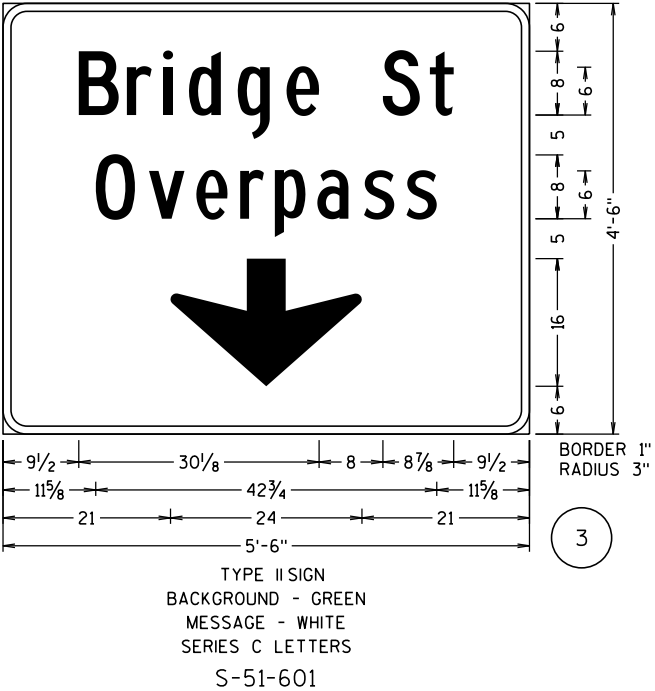 Bridge St
Overpass
6
8
6
5
8
6
5
16
6
4'-6"
BORDER 1"
RADIUS 3"
9½ 30⅛ 8 8⅞ 9½
11⅝ 42¾ 11⅝
21 24 21
5'-6"
3
TYPE II SIGN
BACKGROUND - GREEN
MESSAGE - WHITE
SERIES C LETTERS
S-51-601